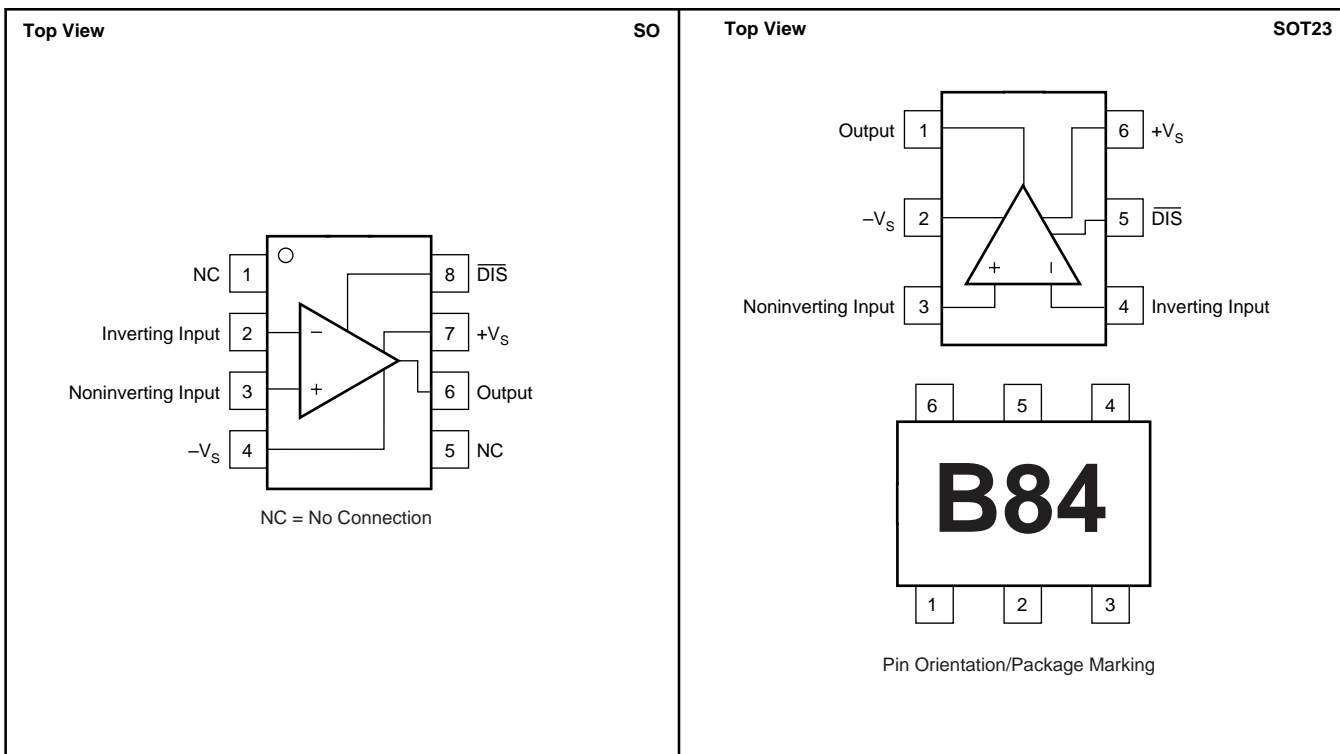 Top View SO
NC 1 8 D̅I̅S̅
Inverting Input 2 − 7 +VS
Noninverting Input 3 + 6 Output
–VS 4 5 NC
NC = No Connection
Top View SOT23
Output 1 6 +VS
–VS 2 5 D̅I̅S̅
Noninverting Input 3 + − 4 Inverting Input
6 5 4
B84
1 2 3
Pin Orientation/Package Marking